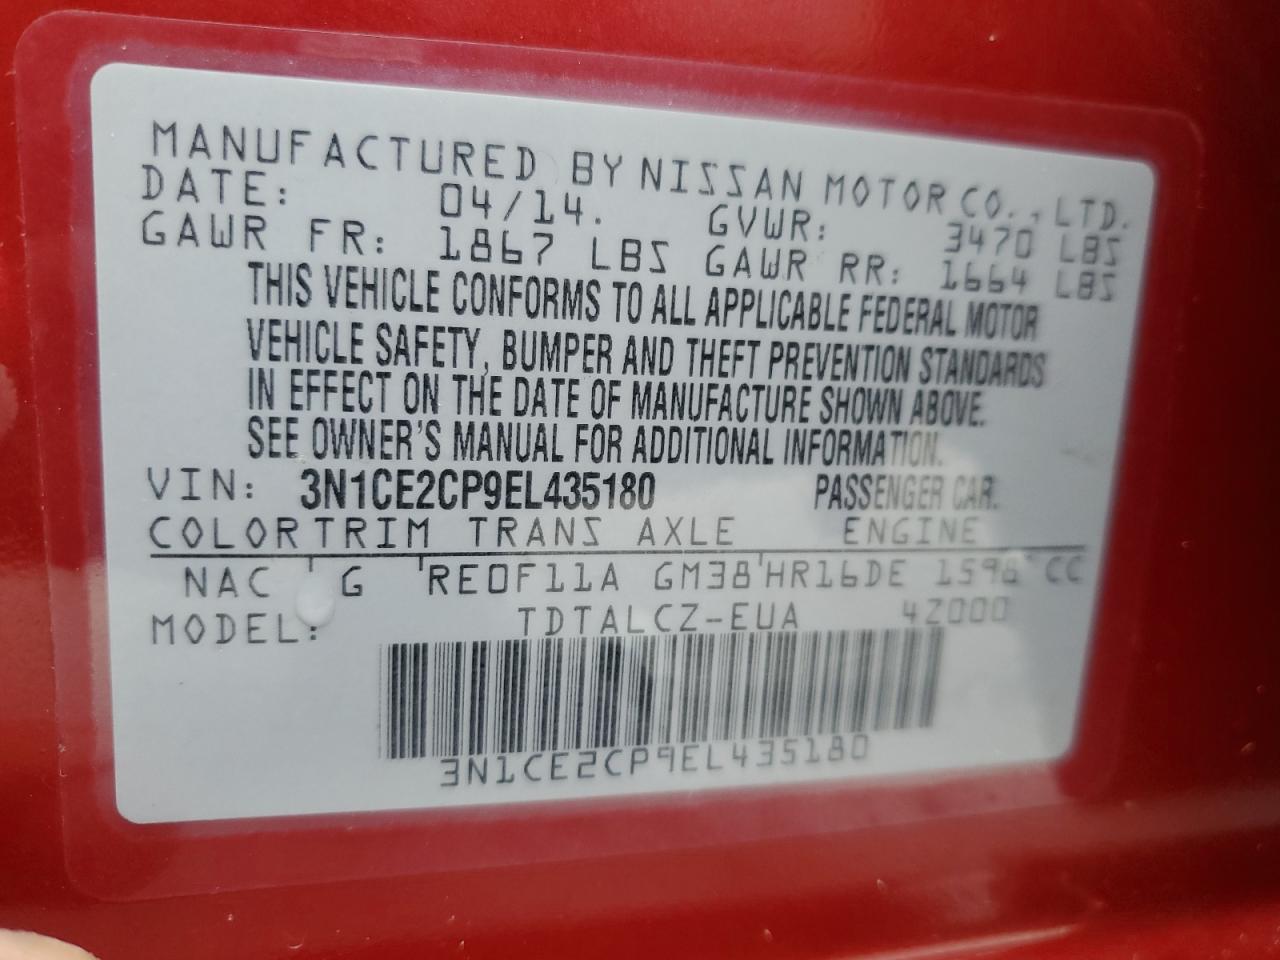 MANUFACTURED BY NISSAN MOTOR CO., LTD.
DATE: 04/14. GVWR: 3470 LBS
GAWR FR: 1867 LBS GAWR RR: 1664 LBS
THIS VEHICLE CONFORMS TO ALL APPLICABLE FEDERAL MOTOR
VEHICLE SAFETY, BUMPER AND THEFT PREVENTION STANDARDS
IN EFFECT ON THE DATE OF MANUFACTURE SHOWN ABOVE.
SEE OWNER'S MANUAL FOR ADDITIONAL INFORMATION.
VIN: 3N1CE2CP9EL435180 PASSENGER CAR.
COLOR TRIM TRANS AXLE ENGINE
NAC G RE0F11A GM38 HR16DE 1598 CC
MODEL: TDTALCZ-EUA 4Z000
3N1CE2CP9EL435180